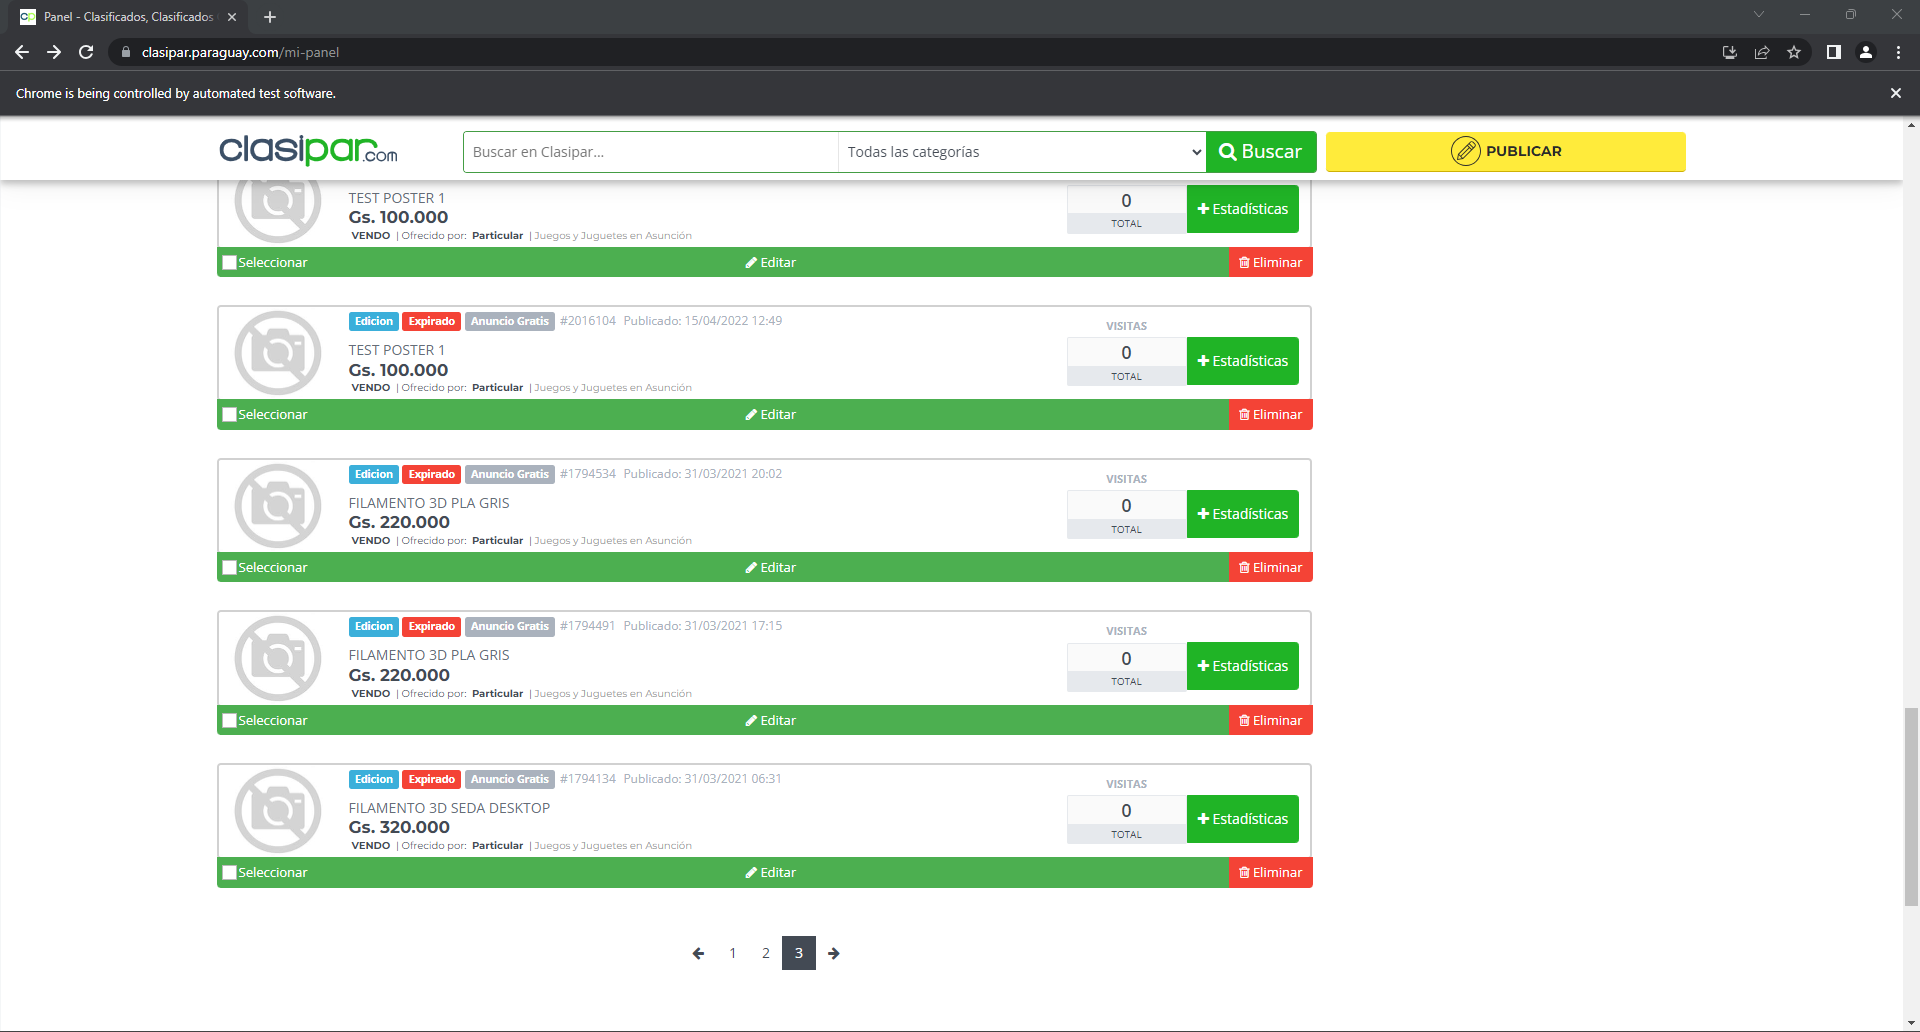 Panel - Clasificados, Clasificados
clasipar.paraguay.com/mi-panel
Chrome is being controlled by automated test software.
clasipar.com
Buscar en Clasipar...
Todas las categorías
Buscar
PUBLICAR
TEST POSTER 1
Gs. 100.000
VENDO | Ofrecido por: Particular | Juegos y Juguetes en Asunción
0
TOTAL
+ Estadísticas
Seleccionar
Editar
Eliminar
Edicion Expirado Anuncio Gratis #2016104 Publicado: 15/04/2022 12:49
TEST POSTER 1
Gs. 100.000
VENDO | Ofrecido por: Particular | Juegos y Juguetes en Asunción
VISITAS
0
TOTAL
+ Estadísticas
Seleccionar
Editar
Eliminar
Edicion Expirado Anuncio Gratis #1794534 Publicado: 31/03/2021 20:02
FILAMENTO 3D PLA GRIS
Gs. 220.000
VENDO | Ofrecido por: Particular | Juegos y Juguetes en Asunción
VISITAS
0
TOTAL
+ Estadísticas
Seleccionar
Editar
Eliminar
Edicion Expirado Anuncio Gratis #1794491 Publicado: 31/03/2021 17:15
FILAMENTO 3D PLA GRIS
Gs. 220.000
VENDO | Ofrecido por: Particular | Juegos y Juguetes en Asunción
VISITAS
0
TOTAL
+ Estadísticas
Seleccionar
Editar
Eliminar
Edicion Expirado Anuncio Gratis #1794134 Publicado: 31/03/2021 06:31
FILAMENTO 3D SEDA DESKTOP
Gs. 320.000
VENDO | Ofrecido por: Particular | Juegos y Juguetes en Asunción
VISITAS
0
TOTAL
+ Estadísticas
Seleccionar
Editar
Eliminar
1 2 3